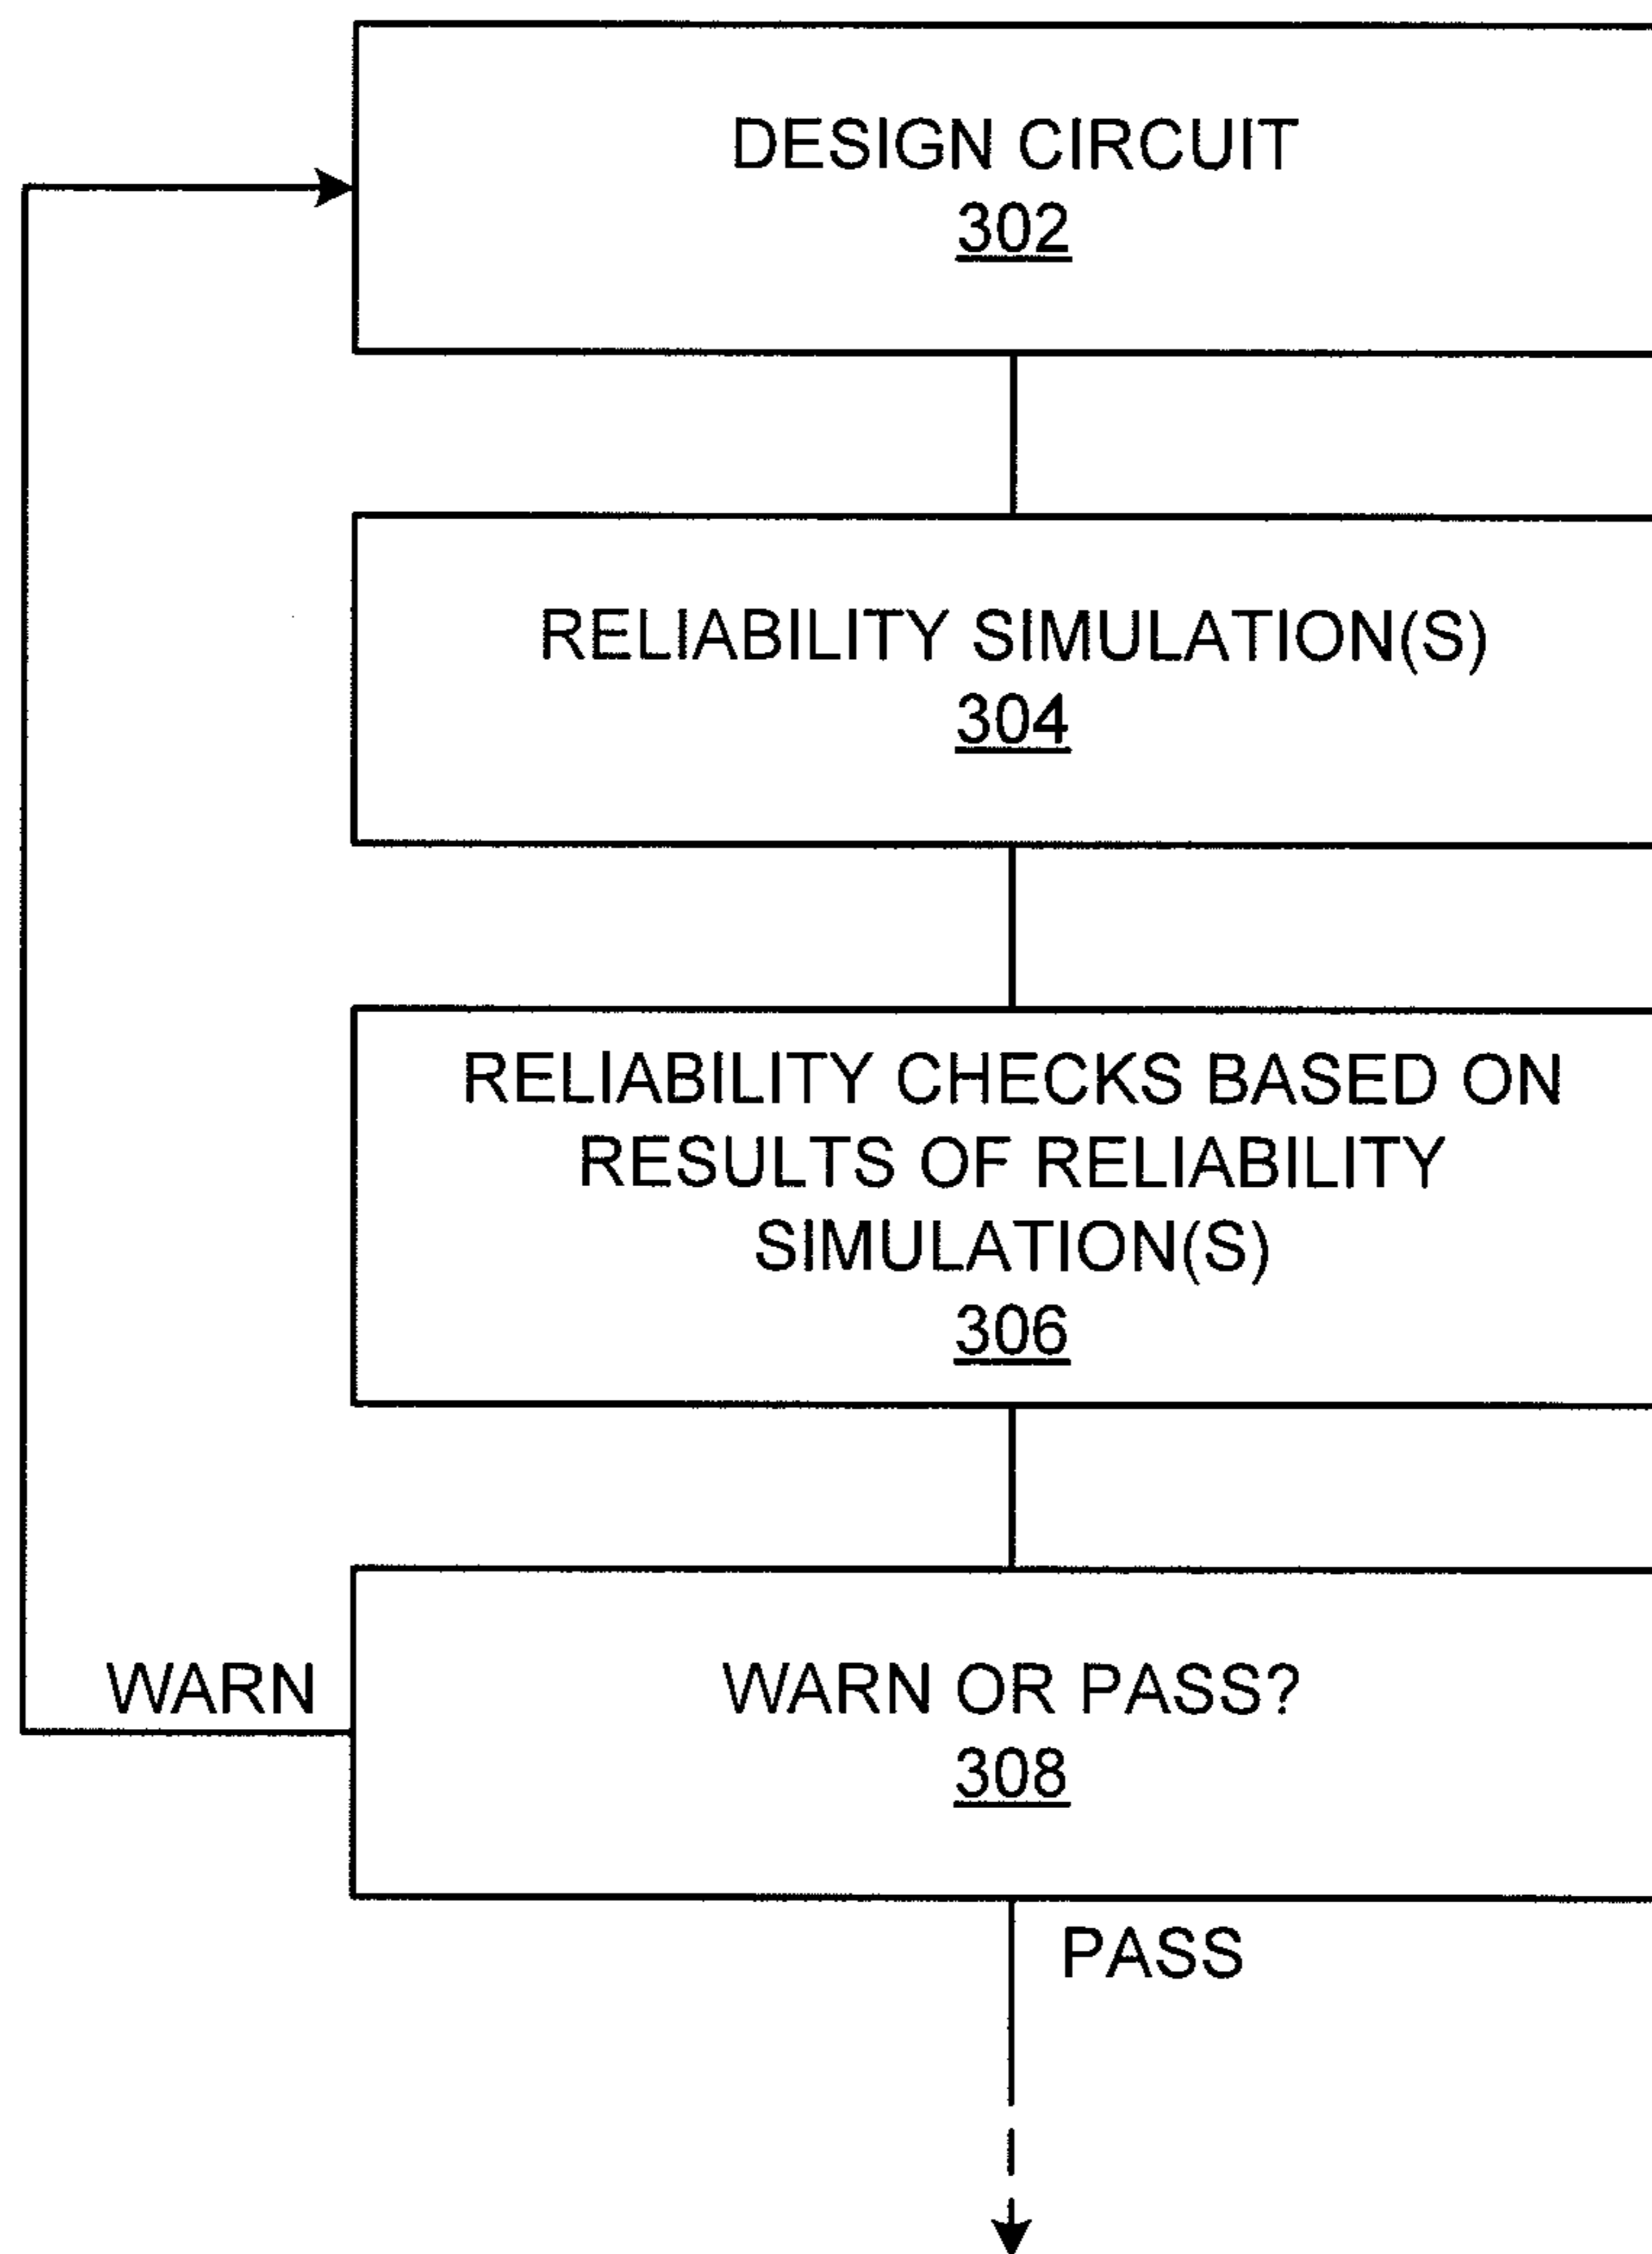 DESIGN CIRCUIT
302
RELIABILITY SIMULATION(S)
304
RELIABILITY CHECKS BASED ON
RESULTS OF RELIABILITY
SIMULATION(S)
306
WARN
WARN OR PASS?
308
PASS